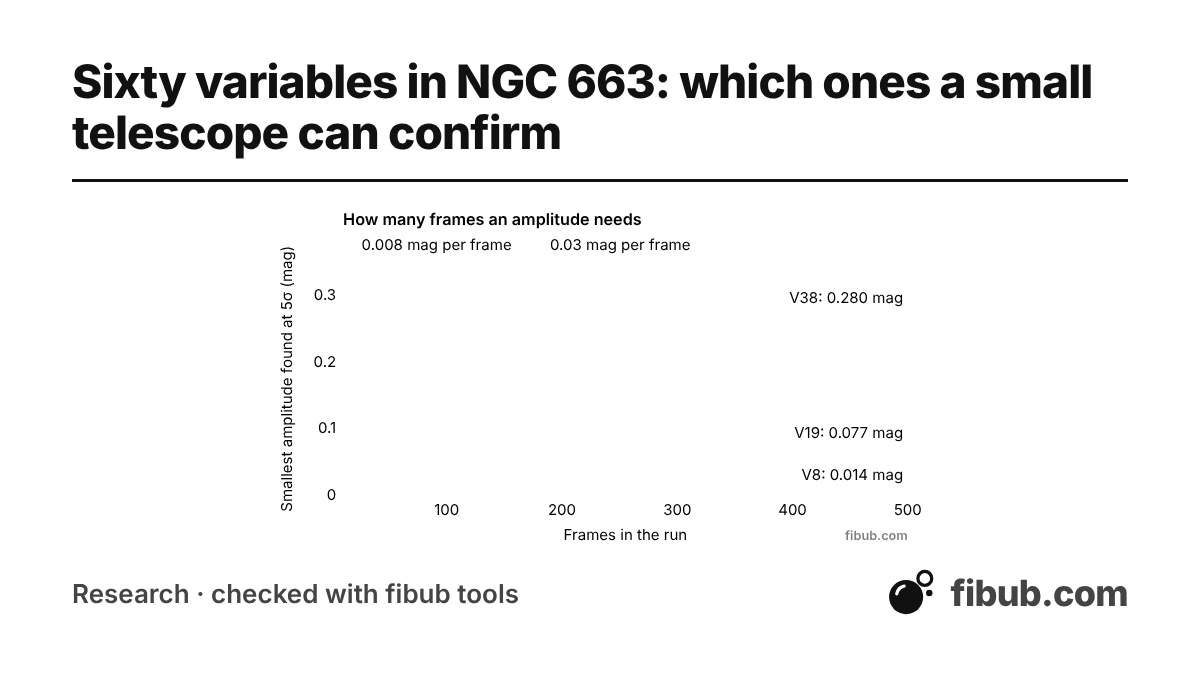 Sixty variables in NGC 663: which ones a small
telescope can confirm
How many frames an amplitude needs
0.008 mag per frame 0.03 mag per frame
Smallest amplitude found at 5σ (mag)
0.3
V38: 0.280 mag
0.2
0.1
V19: 0.077 mag
V8: 0.014 mag
0
100 200 300 400 500
Frames in the run
fibub.com
Research · checked with fibub tools
fibub.com